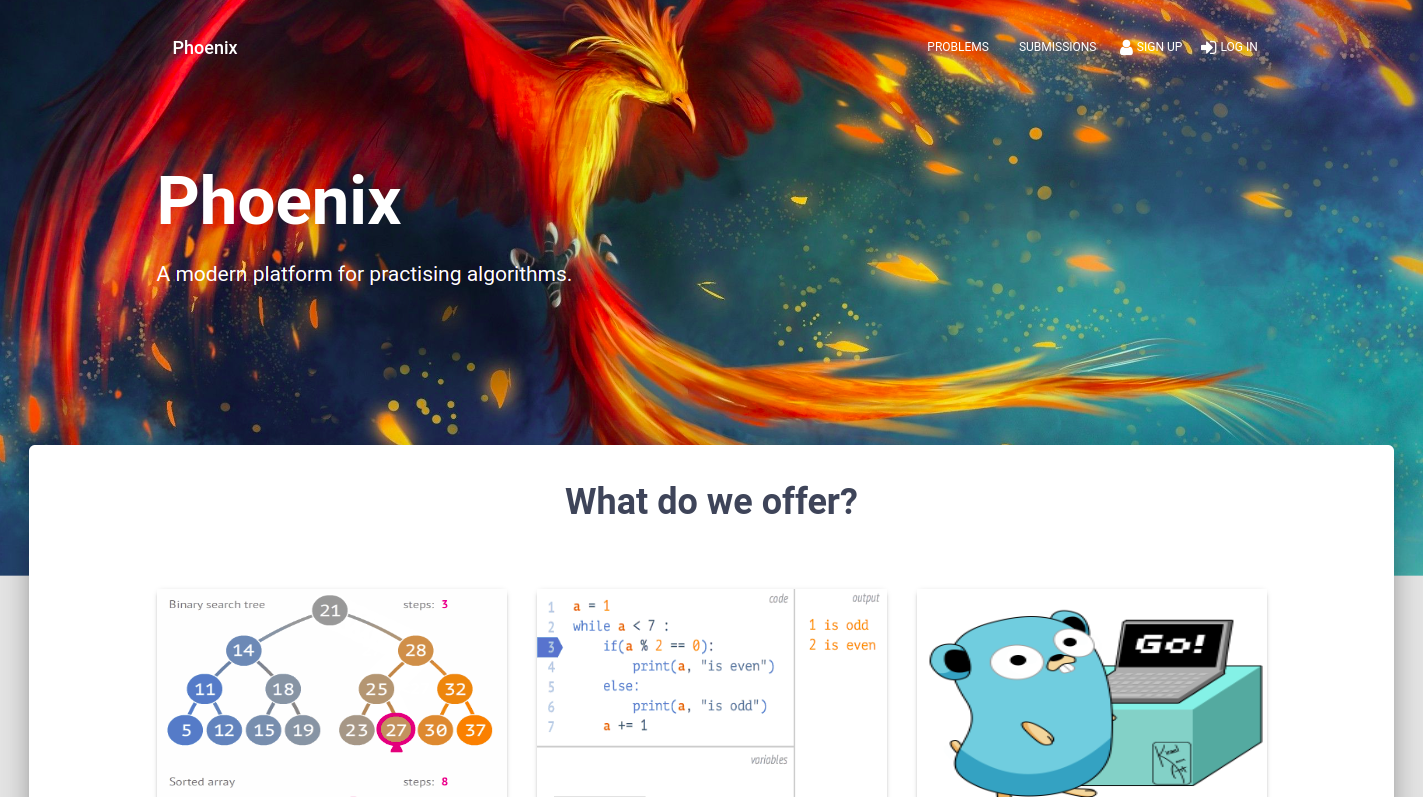 Phoenix
PROBLEMS SUBMISSIONS SIGN UP LOG IN
Phoenix
A modern platform for practising algorithms.
What do we offer?
Binary search tree steps: 3
21
14 28
11 18 25 32
5 12 15 19 23 27 30 37
Sorted array steps: 8
code
1 a = 1
2 while a < 7 :
3 if(a % 2 == 0):
4 print(a, "is even")
5 else:
6 print(a, "is odd")
7 a += 1
output
1 is odd
2 is even
variables
Go!